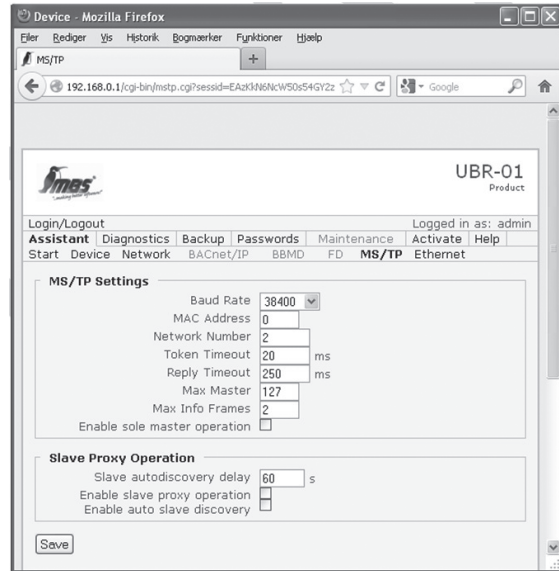 Device - Mozilla Firefox
Filer Rediger Vis Historik Bogmærker Funktioner Hjælp
MS/TP
+
192.168.0.1/cgi-bin/mstp.cgi?sessid=EAzKkN6NcW50s54GY2z Google
mbs
UBR-01
Product
Login/Logout Logged in as: admin
Assistant Diagnostics Backup Passwords Maintenance Activate Help
Start Device Network BACnet/IP BBMD FD MS/TP Ethernet
MS/TP Settings
Baud Rate 38400
MAC Address 0
Network Number 2
Token Timeout 20 ms
Reply Timeout 250 ms
Max Master 127
Max Info Frames 2
Enable sole master operation
Slave Proxy Operation
Slave autodiscovery delay 60 s
Enable slave proxy operation
Enable auto slave discovery
Save